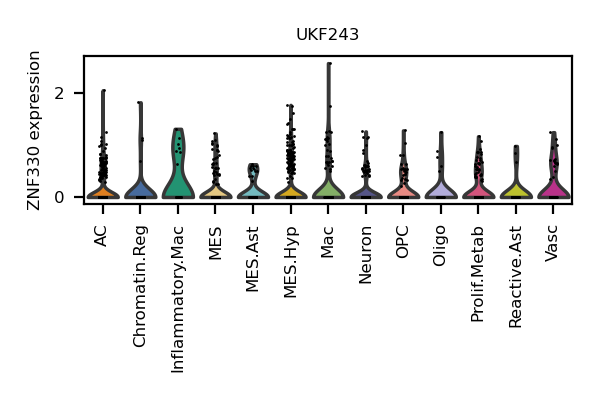 UKF243
ZNF330 expression
2
0
AC
Chromatin.Reg
Inflammatory.Mac
MES
MES.Ast
MES.Hyp
Mac
Neuron
OPC
Oligo
Prolif.Metab
Reactive.Ast
Vasc